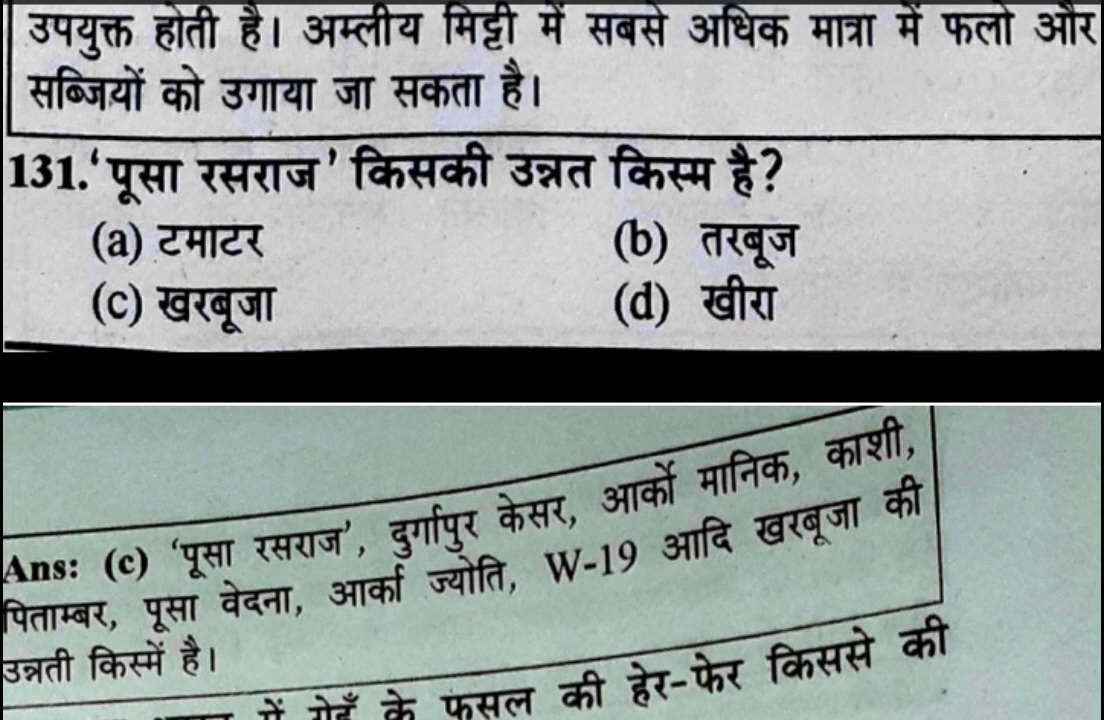 उपयुक्त होती है। अम्लीय मिट्टी में सबसे अधिक मात्रा में फलो और
सब्जियों को उगाया जा सकता है।
131. ‘पूसा रसराज’ किसकी उन्नत किस्म है?
(a) टमाटर (b) तरबूज
(c) खरबूजा (d) खीरा
Ans: (c) ‘पूसा रसराज’, दुर्गापुर केसर, आर्को मानिक, काशी,
पिताम्बर, पूसा वेदना, आर्का ज्योति, W-19 आदि खरबूजा की
उन्नती किस्में है।
में गेहूँ के फसल की हेर-फेर किससे की